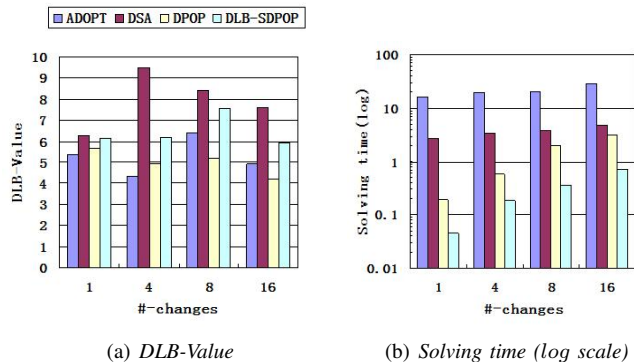 ADOPT DSA DPOP DLB-SDPOP
10
9
8
7
6
5
4
3
2
1
0
DLB-Value
1 4 8 16
#-changes
(a) DLB-Value
100
10
1
0.1
0.01
Solving time(log)
1 4 8 16
#-changes
(b) Solving time (log scale)